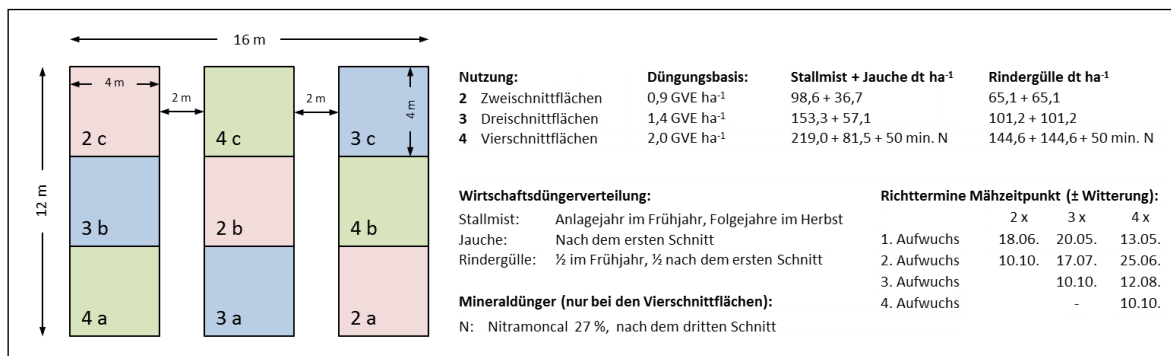 16 m
12 m
4 m
2 m
2 m
4 m
2 c
4 c
3 c
3 b
2 b
4 b
4 a
3 a
2 a
Nutzung: Düngungsbasis: Stallmist + Jauche dt ha-1 Rindergülle dt ha-1
2 Zweischnittflächen 0,9 GVE ha-1 98,6 + 36,7 65,1 + 65,1
3 Dreischnittflächen 1,4 GVE ha-1 153,3 + 57,1 101,2 + 101,2
4 Vierschnittflächen 2,0 GVE ha-1 219,0 + 81,5 + 50 min. N 144,6 + 144,6 + 50 min. N
Wirtschaftsdüngerverteilung:
Stallmist: Anlagejahr im Frühjahr, Folgejahre im Herbst
Jauche: Nach dem ersten Schnitt
Rindergülle: ½ im Frühjahr, ½ nach dem ersten Schnitt
Mineraldünger (nur bei den Vierschnittflächen):
N: Nitramoncal 27 %, nach dem dritten Schnitt
Richttermine Mähzeitpunkt (± Witterung):
2 x 3 x 4 x
1. Aufwuchs 18.06. 20.05. 13.05.
2. Aufwuchs 10.10. 17.07. 25.06.
3. Aufwuchs 10.10. 12.08.
4. Aufwuchs - 10.10.